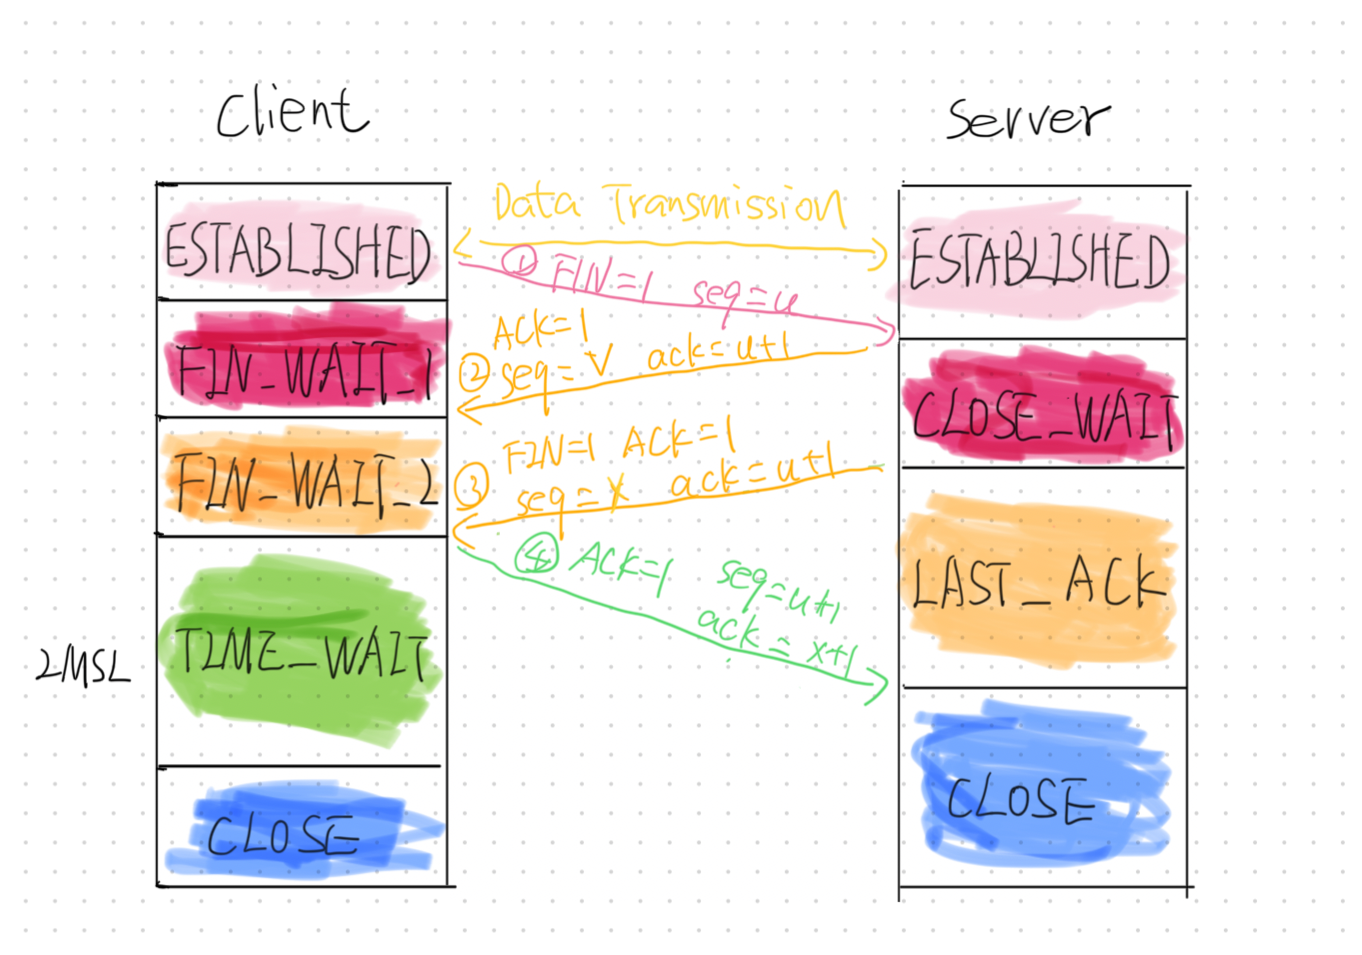 Client
Server
Data Transmission
ESTABLISHED
ESTABLISHED
① FIN=1 seq=u
ACK=1
② seq=V ack=u+1
FIN_WAIT_1
CLOSE_WAIT
FIN=1 ACK=1
③ seq=x ack=u+1
FIN_WAIT_2
④ ACK=1 seq=u+1
ack=x+1
LAST_ACK
2MSL
TIME_WAIT
CLOSE
CLOSE